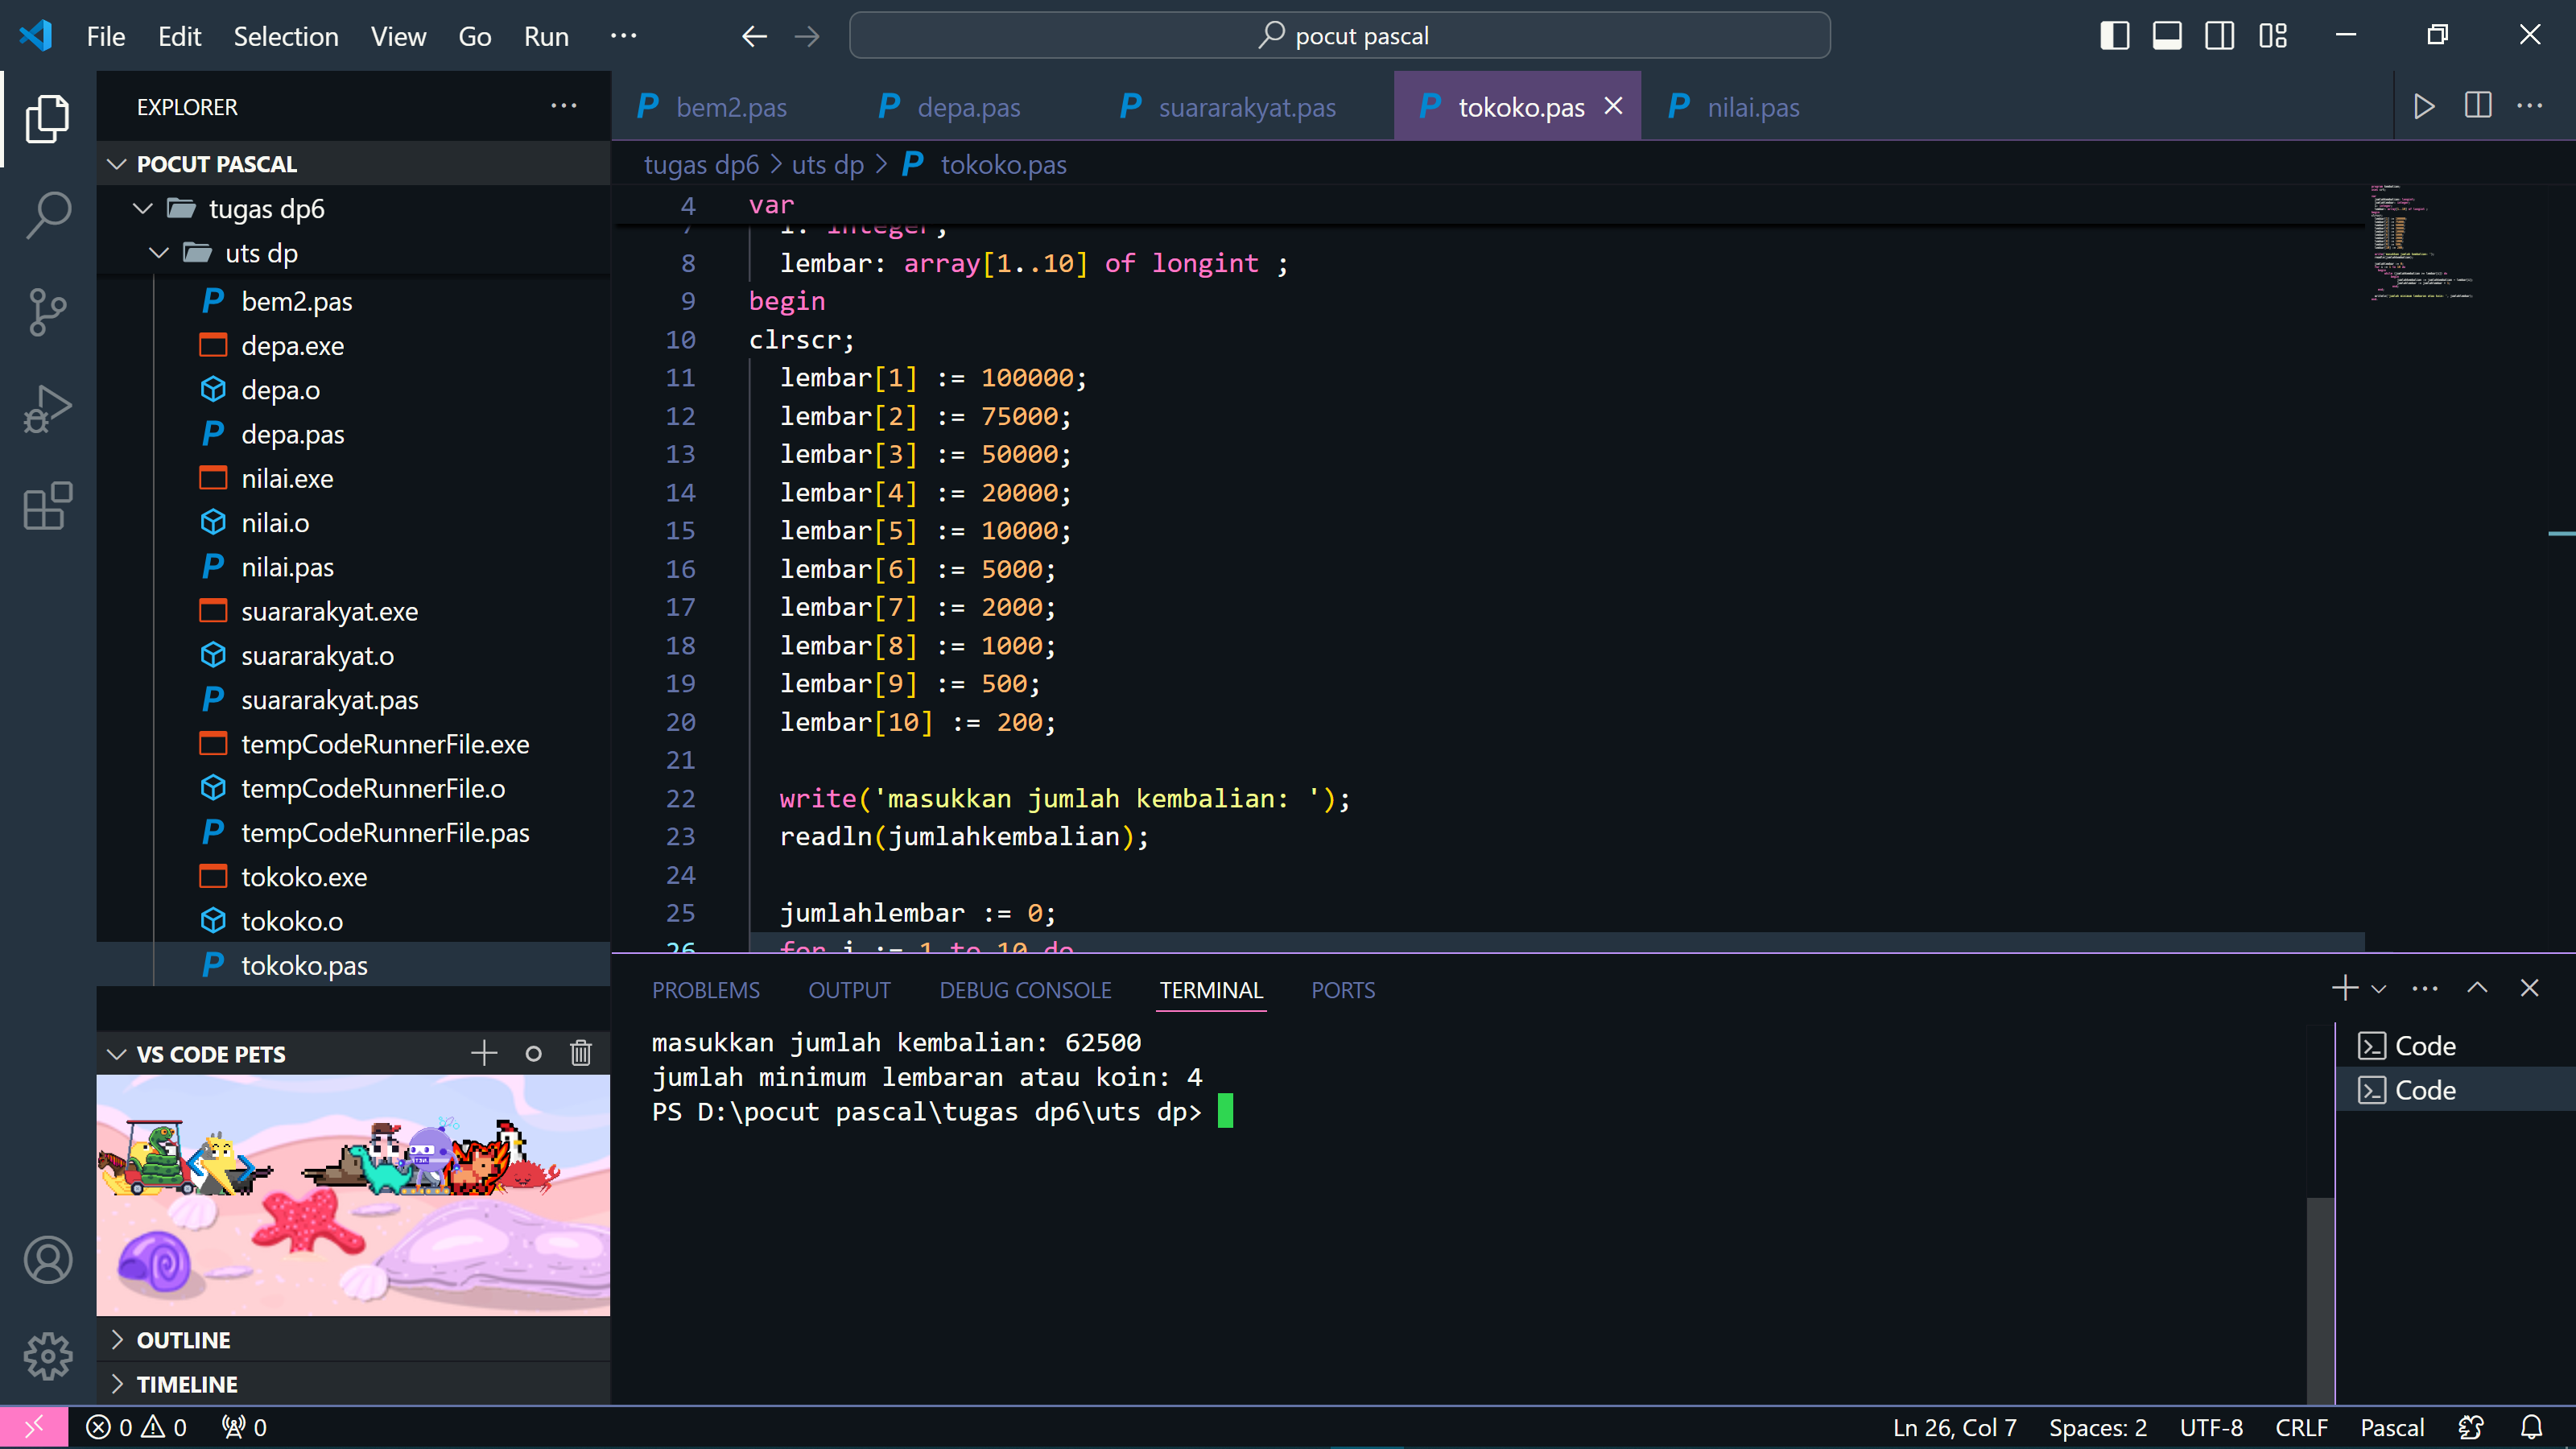 File Edit Selection View Go Run ...
pocut pascal
EXPLORER
POCUT PASCAL
tugas dp6
uts dp
bem2.pas
depa.exe
depa.o
depa.pas
nilai.exe
nilai.o
nilai.pas
suararakyat.exe
suararakyat.o
suararakyat.pas
tempCodeRunnerFile.exe
tempCodeRunnerFile.o
tempCodeRunnerFile.pas
tokoko.exe
tokoko.o
tokoko.pas
VS CODE PETS
OUTLINE
TIMELINE
bem2.pas depa.pas suararakyat.pas tokoko.pas nilai.pas
tugas dp6 > uts dp > tokoko.pas
4 var
7 i: integer;
8 lembar: array[1..10] of longint ;
9 begin
10 clrscr;
11 lembar[1] := 100000;
12 lembar[2] := 75000;
13 lembar[3] := 50000;
14 lembar[4] := 20000;
15 lembar[5] := 10000;
16 lembar[6] := 5000;
17 lembar[7] := 2000;
18 lembar[8] := 1000;
19 lembar[9] := 500;
20 lembar[10] := 200;
21
22 write('masukkan jumlah kembalian: ');
23 readln(jumlahkembalian);
24
25 jumlahlembar := 0;
26 for i := 1 to 10 do
PROBLEMS OUTPUT DEBUG CONSOLE TERMINAL PORTS
masukkan jumlah kembalian: 62500
jumlah minimum lembaran atau koin: 4
PS D:\pocut pascal\tugas dp6\uts dp>
Code
Code
0 0 0
Ln 26, Col 7 Spaces: 2 UTF-8 CRLF Pascal